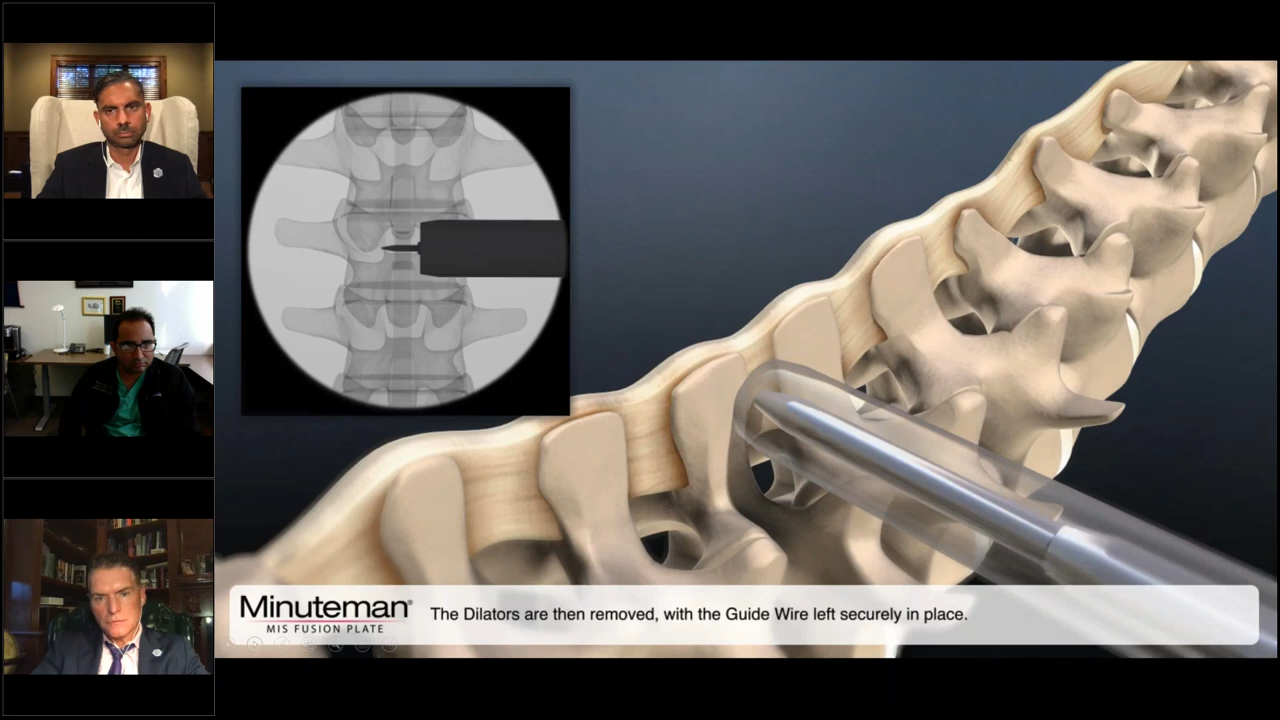 Minuteman®
MIS FUSION PLATE
The Dilators are then removed, with the Guide Wire left securely in place.